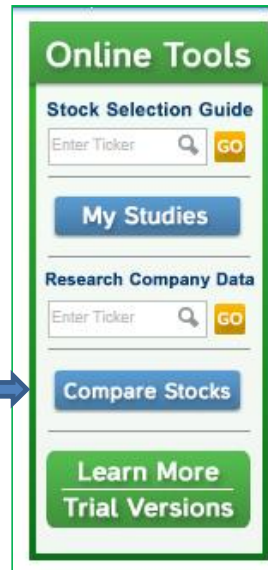 Online Tools
Stock Selection Guide
Enter Ticker
GO
My Studies
Research Company Data
Enter Ticker
GO
Compare Stocks
Learn More
Trial Versions